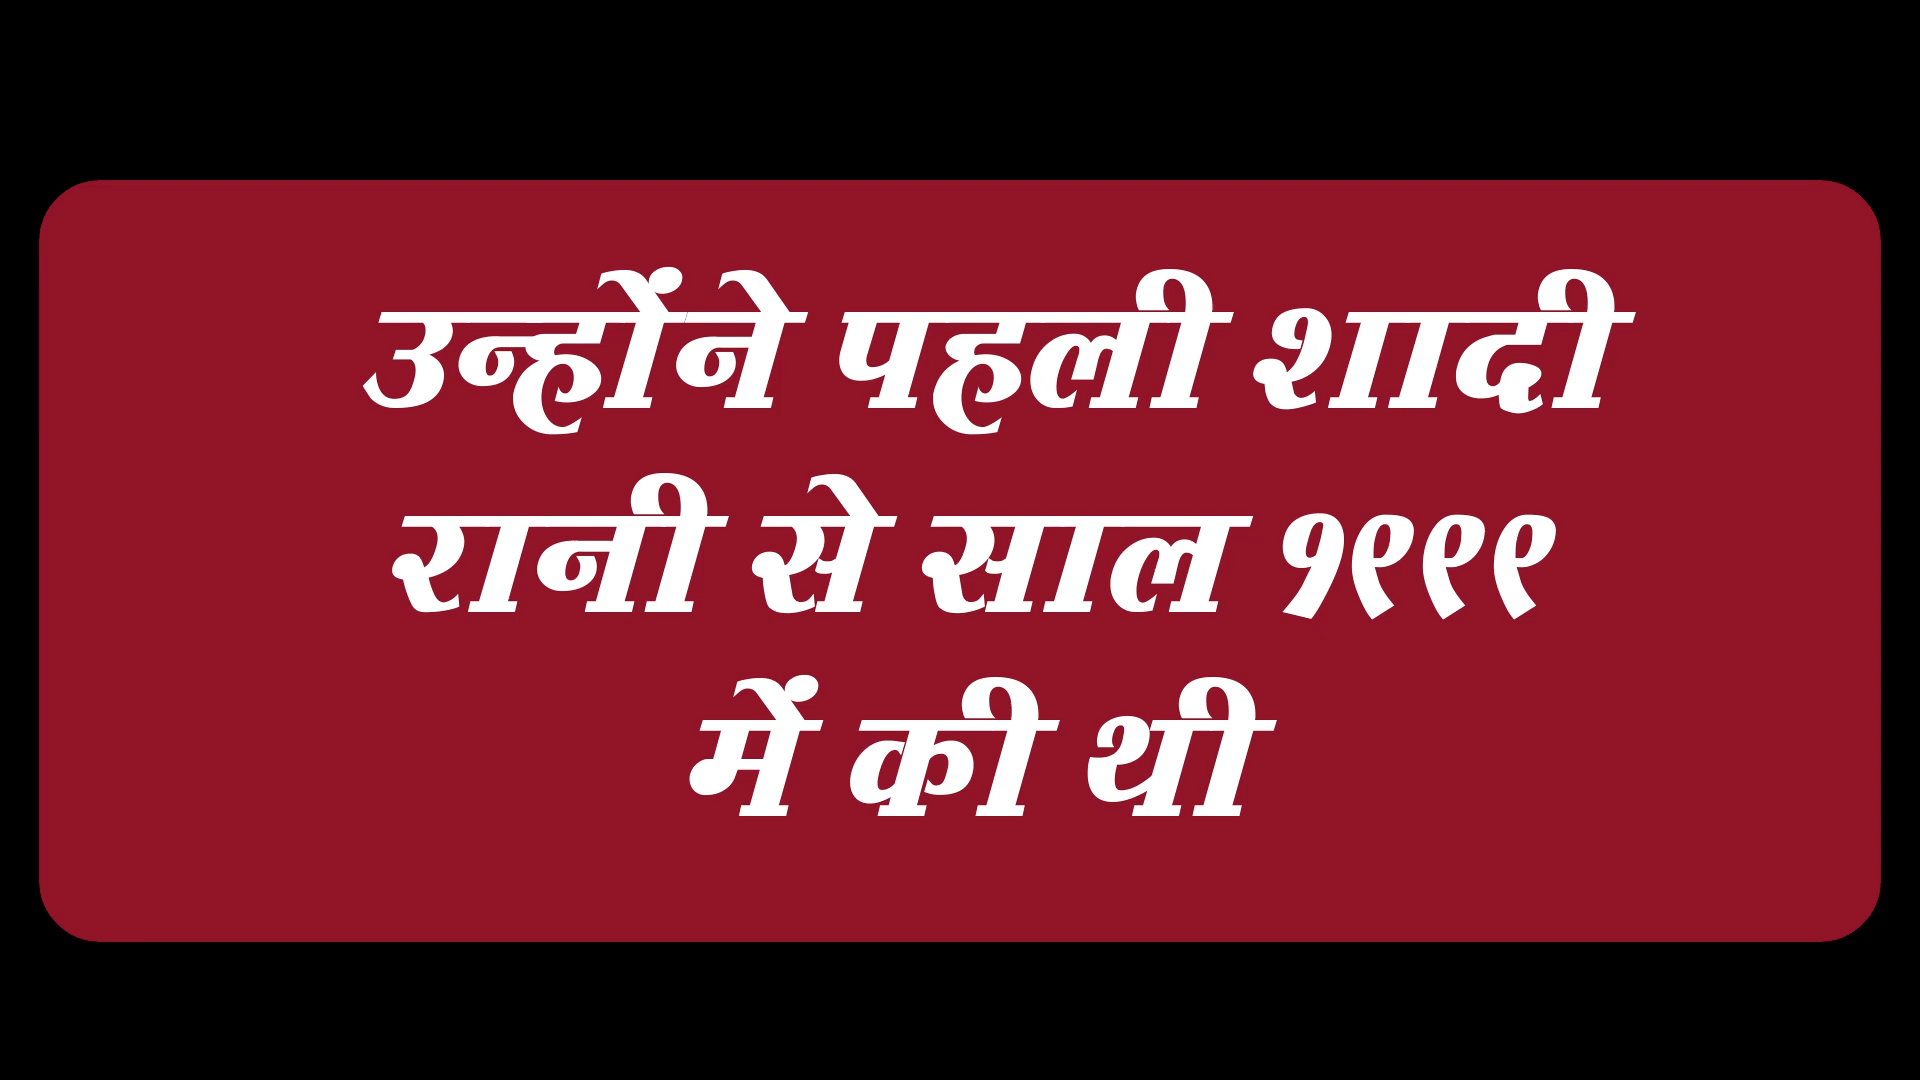 उन्होंने पहली शादी
रानी से साल १९९९
में की थी